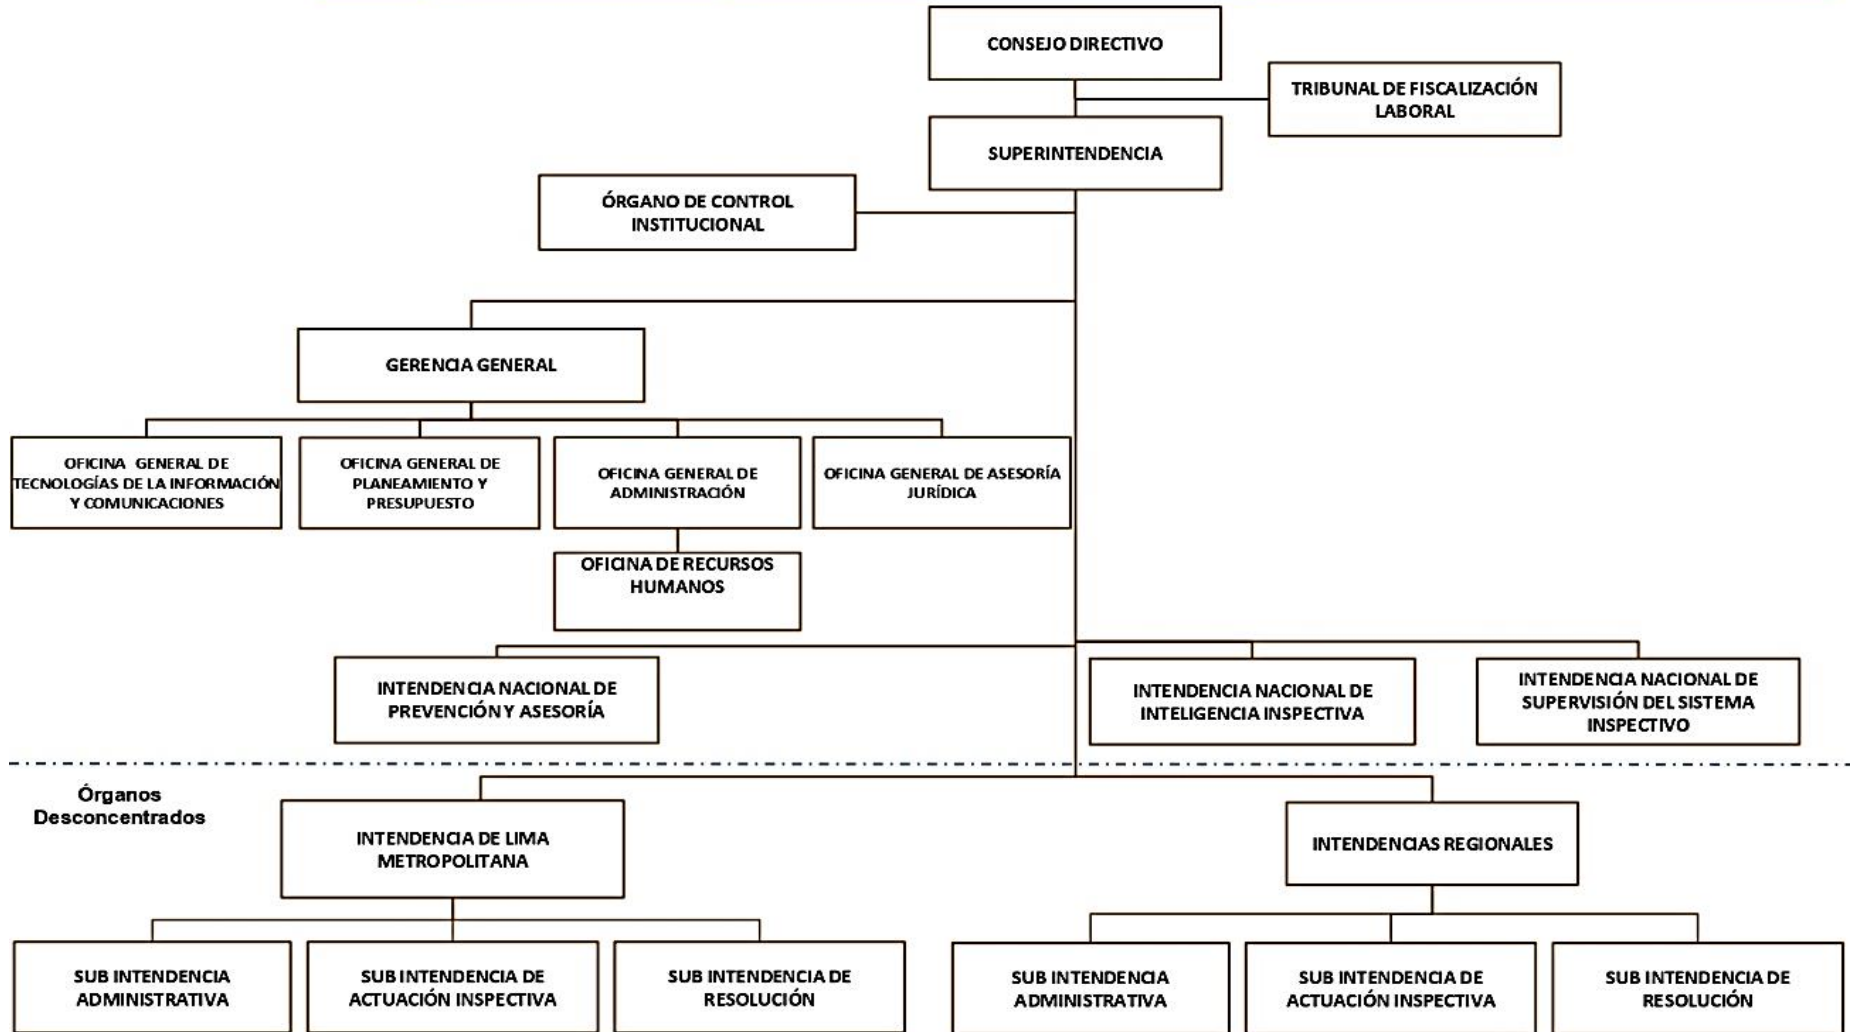 CONSEJO DIRECTIVO
TRIBUNAL DE FISCALIZACIÓN
LABORAL
SUPERINTENDENCIA
ÓRGANO DE CONTROL
INSTITUCIONAL
GERENCIA GENERAL
OFICINA GENERAL DE
TECNOLOGÍAS DE LA INFORMACIÓN
Y COMUNICACIONES
OFICINA GENERAL DE
PLANEAMIENTO Y
PRESUPUESTO
OFICINA GENERAL DE
ADMINISTRACIÓN
OFICINA GENERAL DE ASESORÍA
JURÍDICA
OFICINA DE RECURSOS
HUMANOS
INTENDENCIA NACIONAL DE
PREVENCIÓN Y ASESORÍA
INTENDENCIA NACIONAL DE
INTELIGENCIA INSPECTIVA
INTENDENCIA NACIONAL DE
SUPERVISIÓN DEL SISTEMA
INSPECTIVO
Órganos
Desconcentrados
INTENDENCIA DE LIMA
METROPOLITANA
INTENDENCIAS REGIONALES
SUB INTENDENCIA
ADMINISTRATIVA
SUB INTENDENCIA DE
ACTUACIÓN INSPECTIVA
SUB INTENDENCIA DE
RESOLUCIÓN
SUB INTENDENCIA
ADMINISTRATIVA
SUB INTENDENCIA DE
ACTUACIÓN INSPECTIVA
SUB INTENDENCIA DE
RESOLUCIÓN